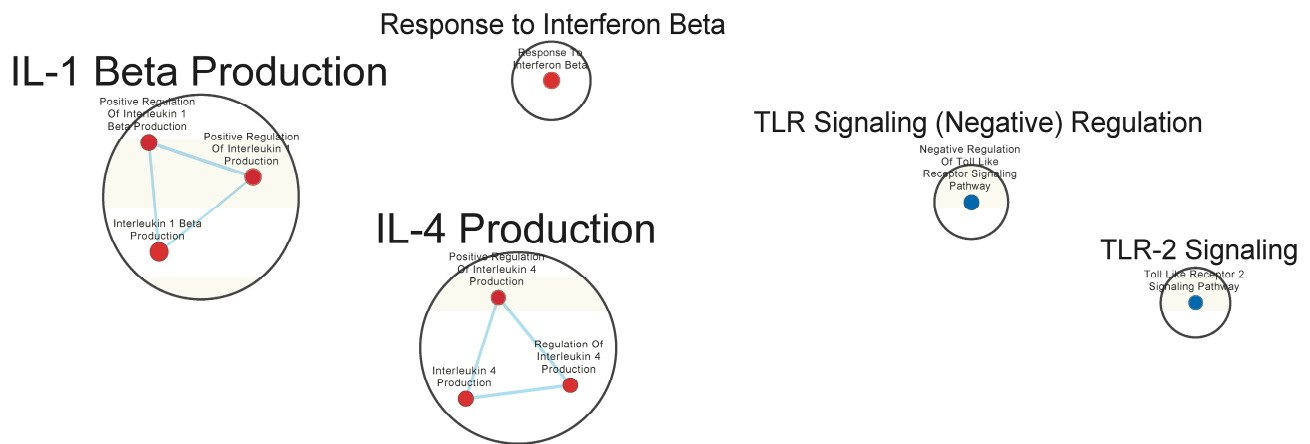 Response to Interferon Beta
Response To
Interferon Beta
IL-1 Beta Production
Positive Regulation
Of Interleukin 1
Beta Production
Positive Regulation
Of Interleukin 1
Production
Interleukin 1 Beta
Production
TLR Signaling (Negative) Regulation
Negative Regulation
Of Toll Like
Receptor Signaling
Pathway
IL-4 Production
Positive Regulation
Of Interleukin 4
Production
Regulation Of
Interleukin 4
Production
Interleukin 4
Production
TLR-2 Signaling
Toll Like Receptor 2
Signaling Pathway